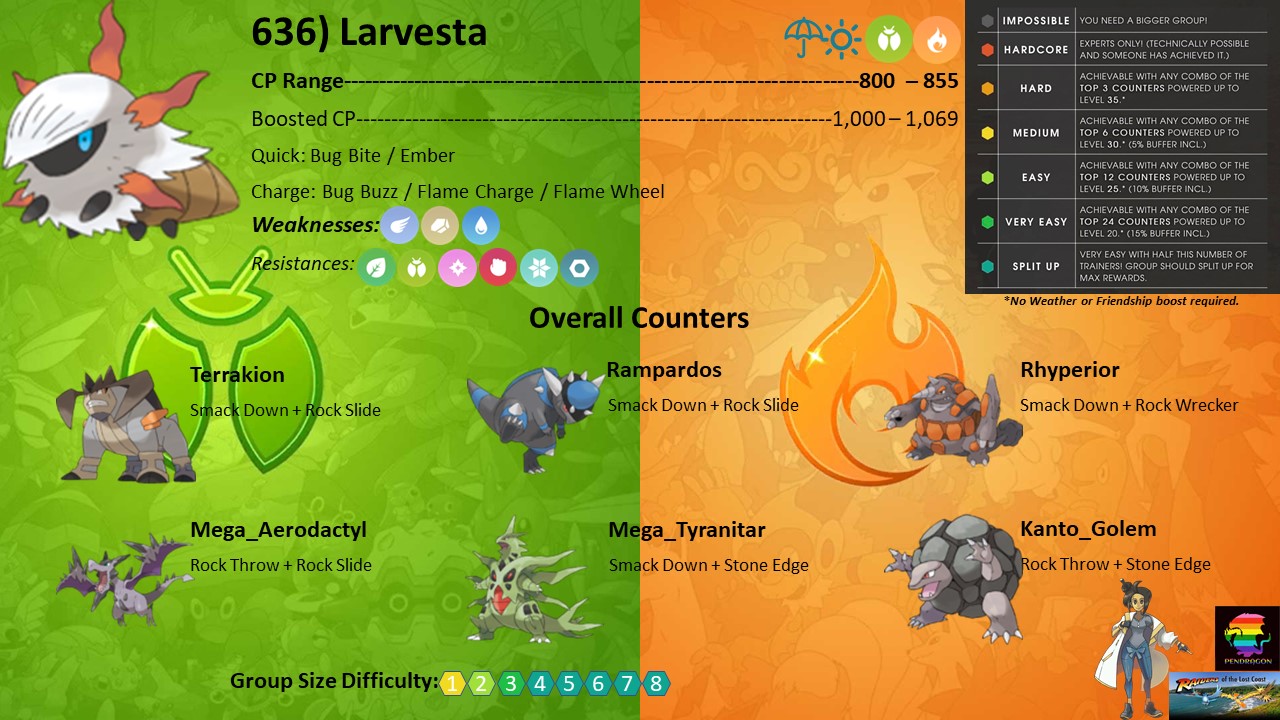 636) Larvesta
CP Range--------------------------------------------------------------------------800 – 855
Boosted CP--------------------------------------------------------------------1,000 – 1,069
Quick: Bug Bite / Ember
Charge: Bug Buzz / Flame Charge / Flame Wheel
Weaknesses:
Resistances:
IMPOSSIBLE YOU NEED A BIGGER GROUP!
HARDCORE EXPERTS ONLY! (TECHNICALLY POSSIBLE
AND SOMEONE HAS ACHIEVED IT.)
HARD ACHIEVABLE WITH ANY COMBO OF THE
TOP 3 COUNTERS POWERED UP TO
LEVEL 35.*
MEDIUM ACHIEVABLE WITH ANY COMBO OF THE
TOP 6 COUNTERS POWERED UP TO
LEVEL 30.* (5% BUFFER INCL.)
EASY ACHIEVABLE WITH ANY COMBO OF THE
TOP 12 COUNTERS POWERED UP TO
LEVEL 25.* (10% BUFFER INCL.)
VERY EASY ACHIEVABLE WITH ANY COMBO OF THE
TOP 24 COUNTERS POWERED UP TO
LEVEL 20.* (15% BUFFER INCL.)
SPLIT UP VERY EASY WITH HALF THIS NUMBER OF
TRAINERS! GROUP SHOULD SPLIT UP FOR
MAX REWARDS.
*No Weather or Friendship boost required.
Overall Counters
Terrakion
Smack Down + Rock Slide
Rampardos
Smack Down + Rock Slide
Rhyperior
Smack Down + Rock Wrecker
Mega_Aerodactyl
Rock Throw + Rock Slide
Mega_Tyranitar
Smack Down + Stone Edge
Kanto_Golem
Rock Throw + Stone Edge
Group Size Difficulty: 1 2 3 4 5 6 7 8
PENDRAGON
RAIDERS of the Lost Coast